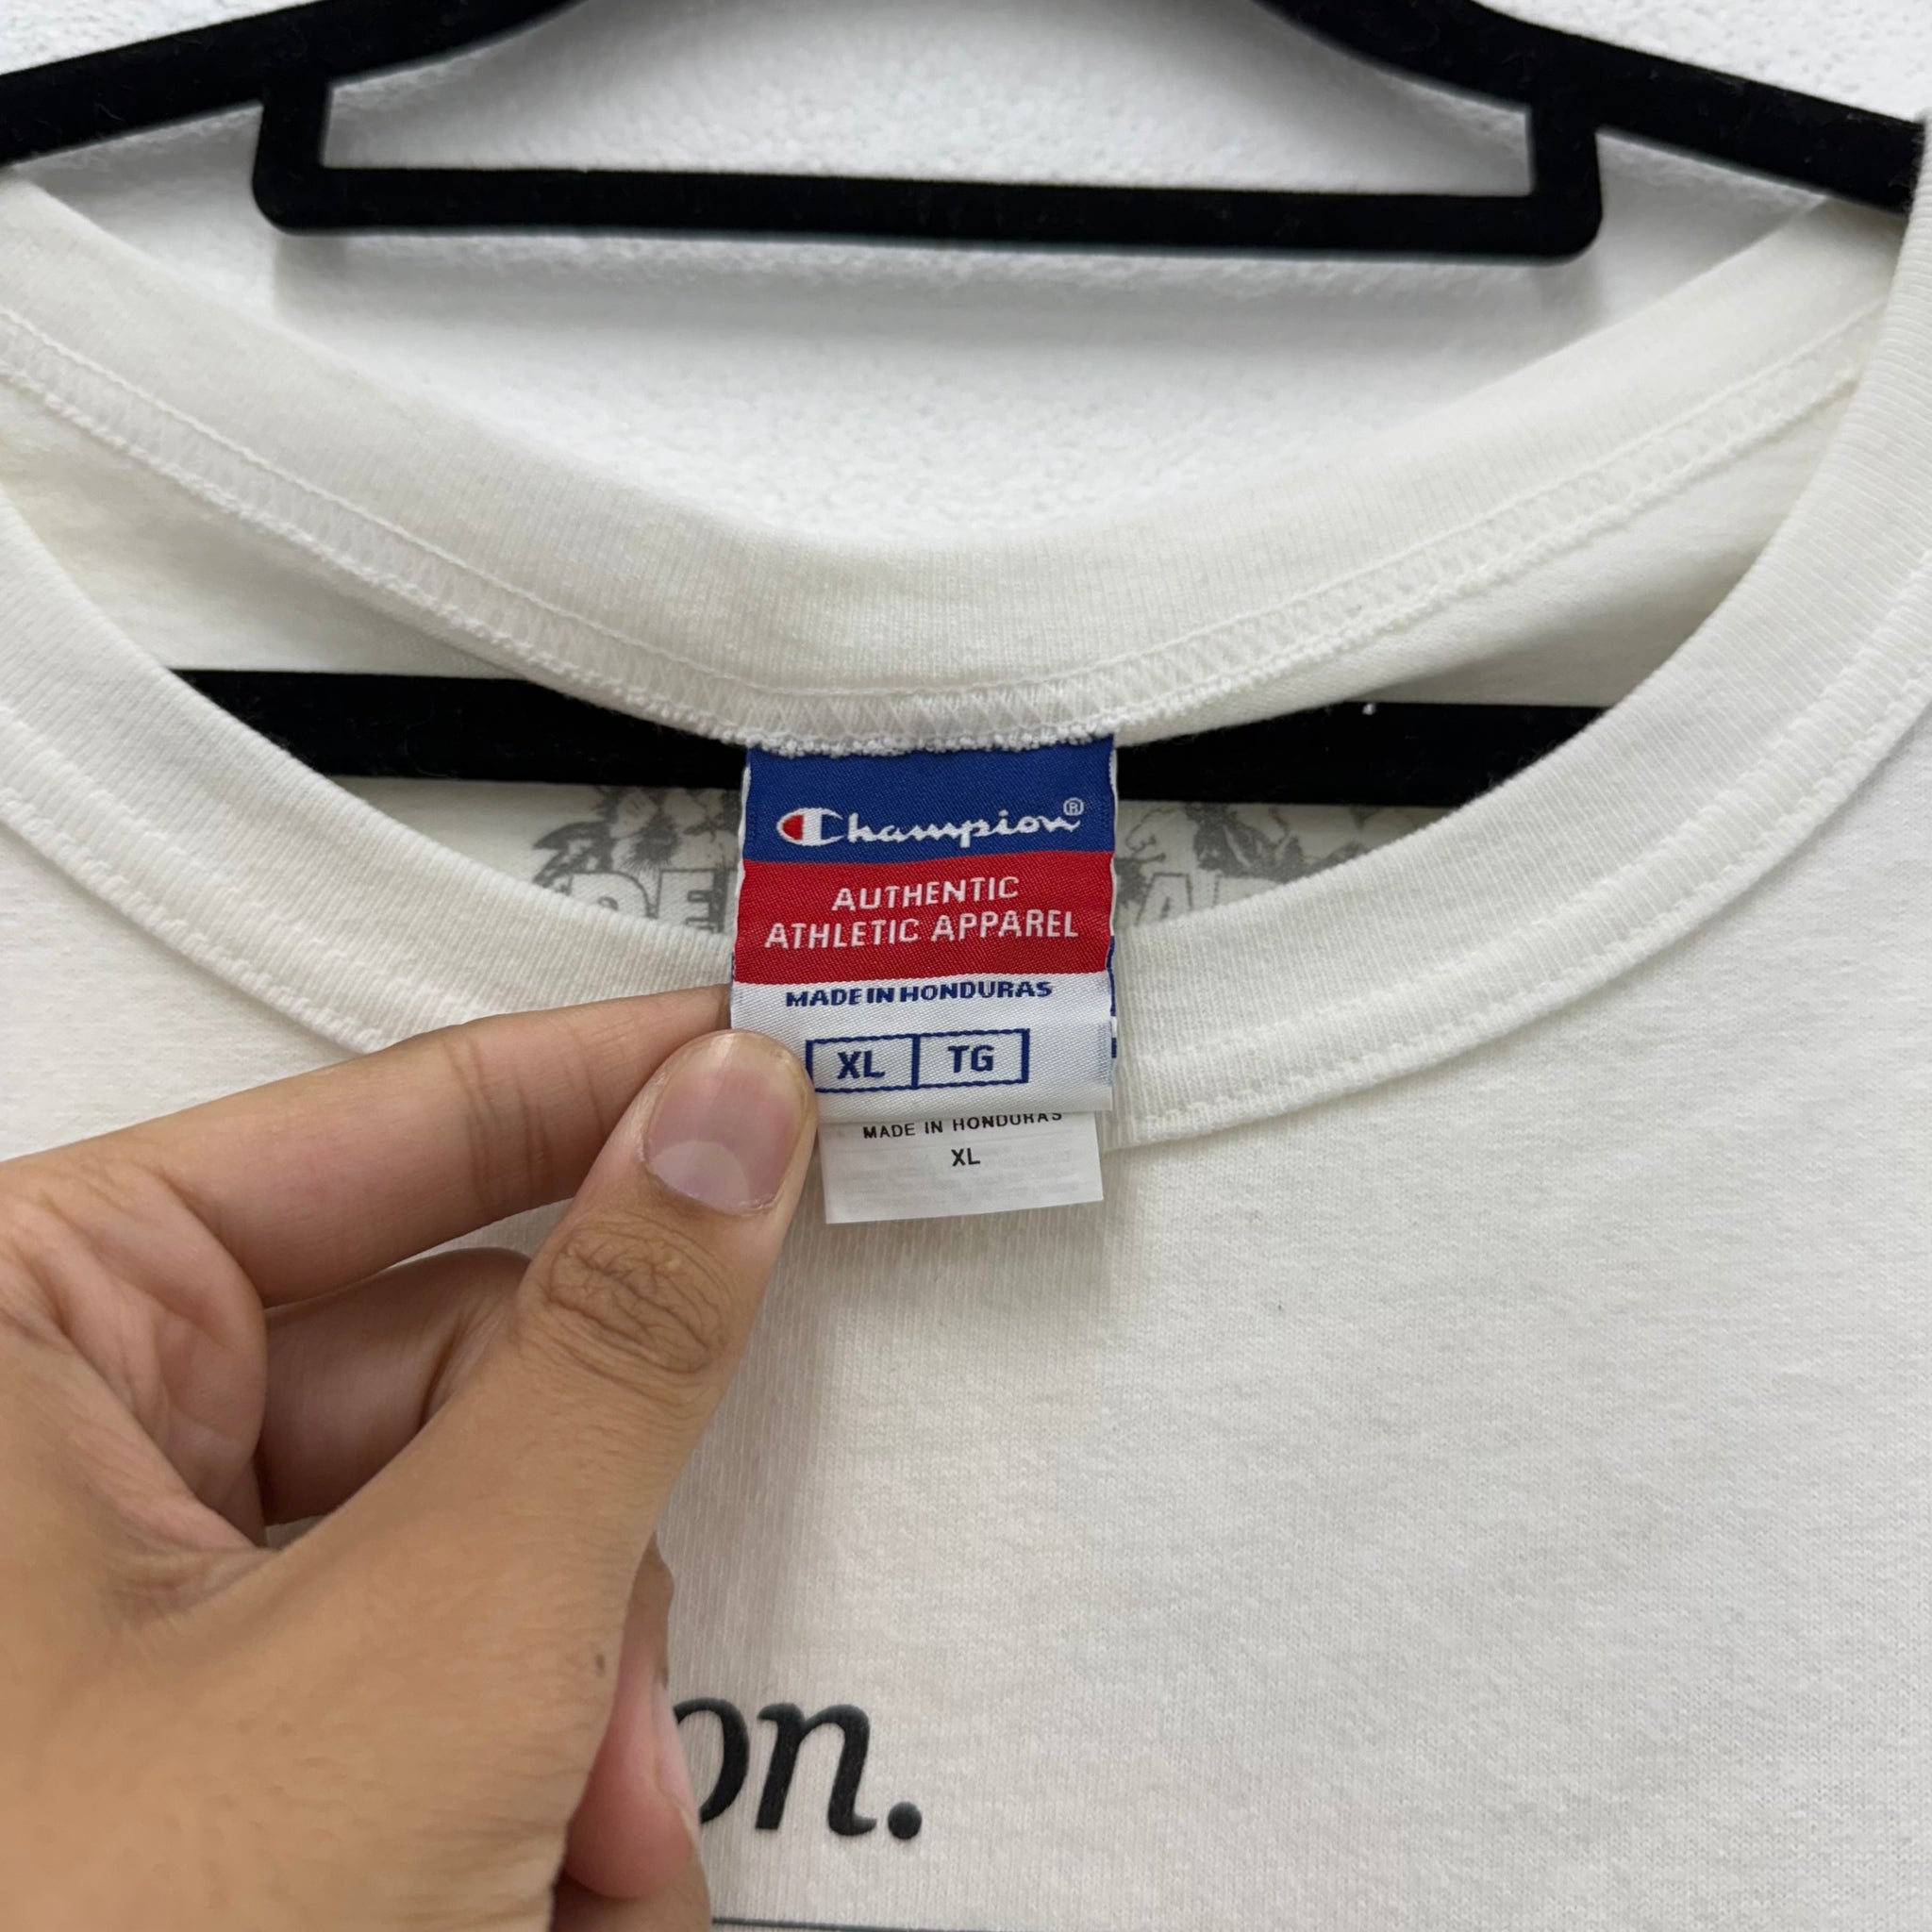 Champion®
AUTHENTIC
ATHLETIC APPAREL
MADE IN HONDURAS
XL TG
MADE IN HONDURAS
XL
on.